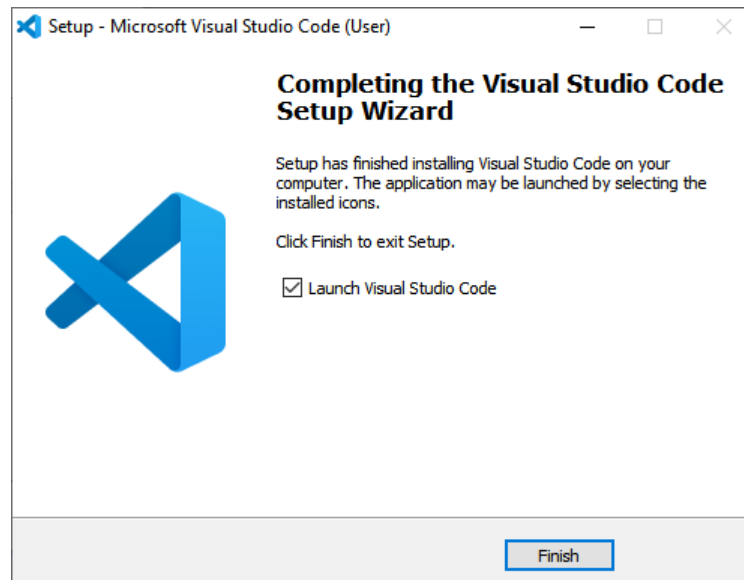 Setup - Microsoft Visual Studio Code (User)
Completing the Visual Studio Code
Setup Wizard
Setup has finished installing Visual Studio Code on your
computer. The application may be launched by selecting the
installed icons.
Click Finish to exit Setup.
Launch Visual Studio Code
Finish